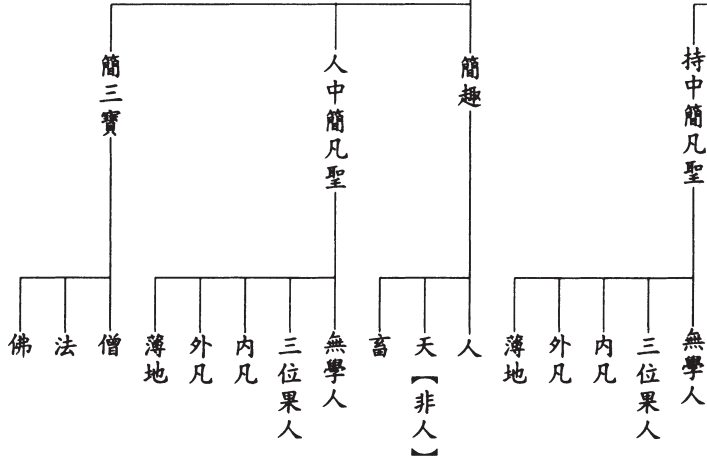 持中簡凡聖
無學人
三位果人
內凡
外凡
薄地
簡趣
人
天【非人】
畜
人中簡凡聖
無學人
三位果人
內凡
外凡
薄地
簡三寶
僧
法
佛